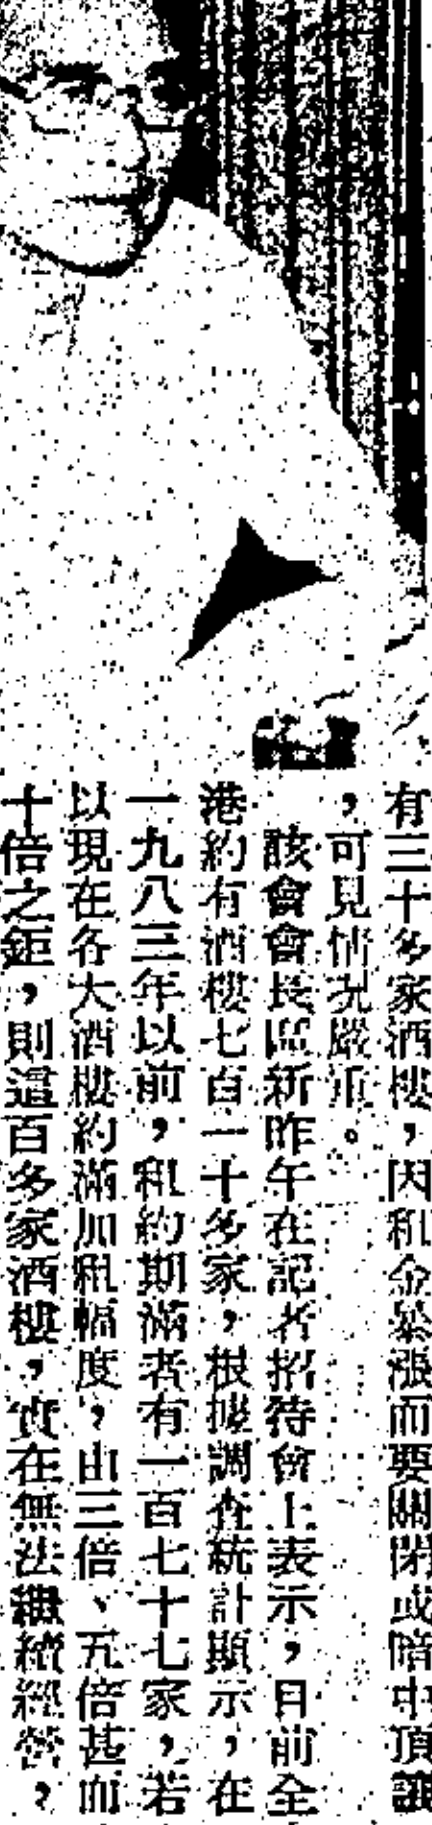 有三十多家酒樓，因租金暴漲而要關閉或暗中頂讓
，可見情況嚴重。
該會會長區新昨午在記者招待會上表示，目前全
港約有酒樓七百一十多家，根據調查統計顯示，在
一九八三年以前，租約期滿者有一百七十七家，若
以現在各大酒樓約滿加租幅度，由三倍、五倍甚而
十倍之鉅，則這百多家酒樓，實在無法繼續經營，